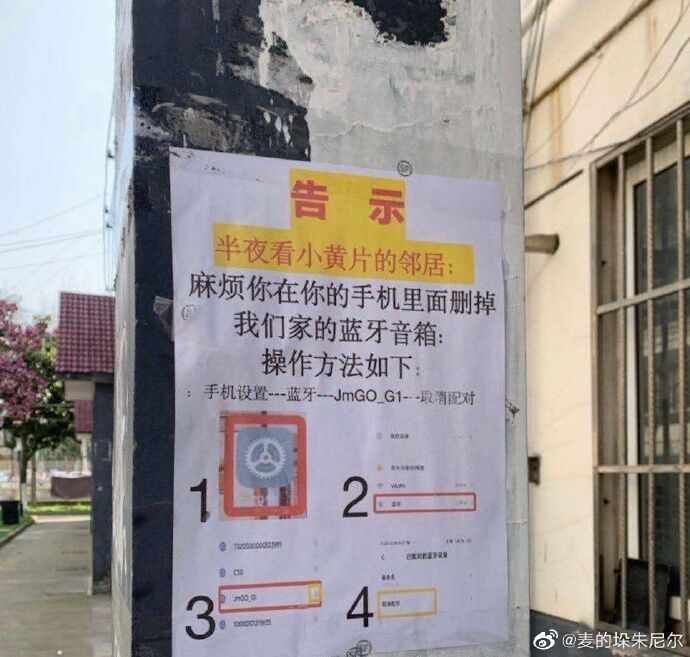 告 示
半夜看小黄片的邻居:
麻烦你在你的手机里面删掉
我们家的蓝牙音箱:
操作方法如下:
: 手机设置---蓝牙---JmGO_G1---取消配对
1
2
WLAN
蓝牙
3
C30
JmGO_G1
4
已配对的蓝牙设备
取消配对
SF
@麦的垛朱尼尔